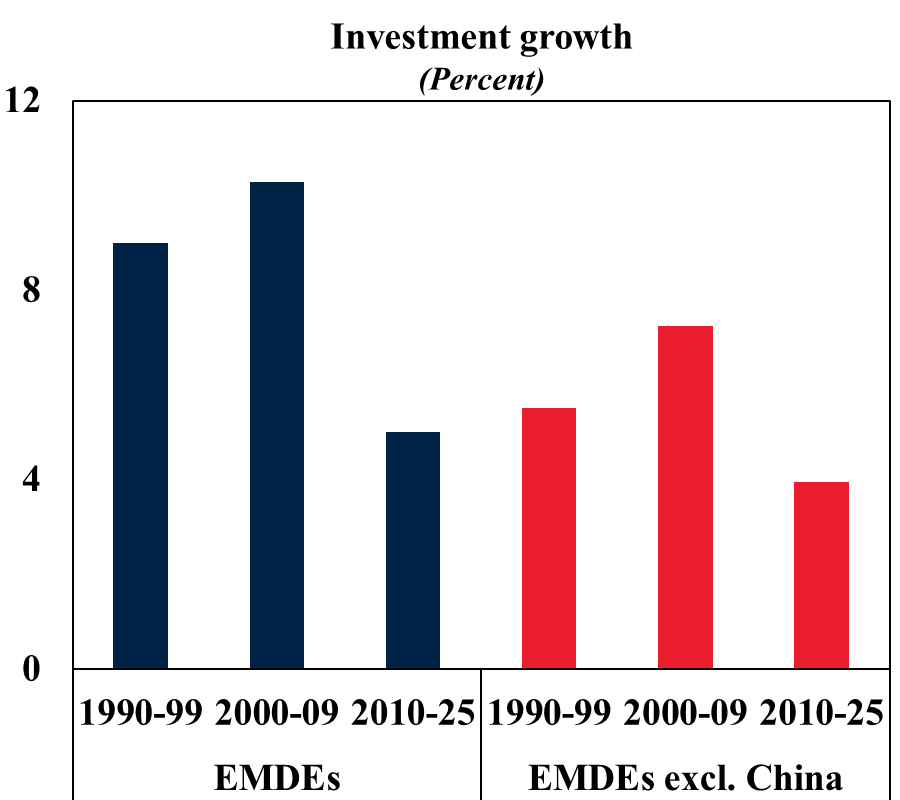 Investment growth
(Percent)
12
8
4
0
1990-99 2000-09 2010-25 1990-99 2000-09 2010-25
EMDEs EMDEs excl. China